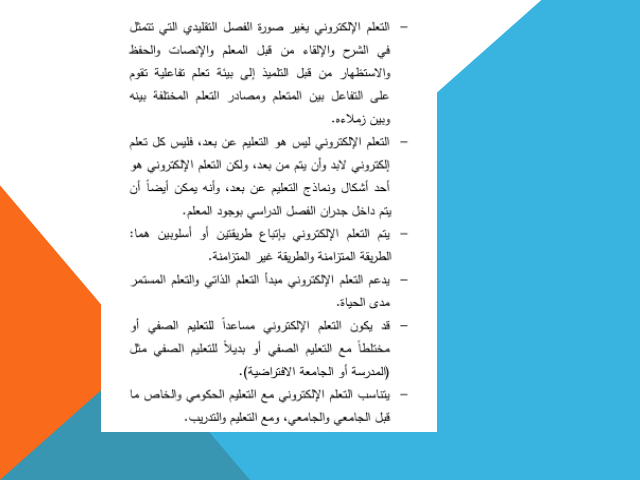 – التعلم الإلكتروني يغير صورة الفصل التقليدي التي تتمثل
في الشرح والإلقاء من قبل المعلم والإنصات والحفظ
والاستظهار من قبل التلميذ إلى بيئة تعلم تفاعلية تقوم
على التفاعل بين المتعلم ومصادر التعلم المختلفة بينه
وبين زملاءه.
– التعلم الإلكتروني ليس هو التعليم عن بعد، فليس كل تعلم
إلكتروني لابد وأن يتم من بعد، ولكن التعلم الإلكتروني هو
أحد أشكال ونماذج التعليم عن بعد، وأنه يمكن أيضاً أن
يتم داخل جدران الفصل الدراسي بوجود المعلم.
– يتم التعلم الإلكتروني بإتباع طريقتين أو أسلوبين هما:
الطريقة المتزامنة والطريقة غير المتزامنة.
– يدعم التعلم الإلكتروني مبدأ التعلم الذاتي والتعلم المستمر
مدى الحياة.
– قد يكون التعلم الإلكتروني مساعداً للتعليم الصفي أو
مختلطاً مع التعليم الصفي أو بديلاً للتعليم الصفي مثل
(المدرسة أو الجامعة الافتراضية).
– يتناسب التعلم الإلكتروني مع التعليم الحكومي والخاص ما
قبل الجامعي والجامعي، ومع التعليم والتدريب.